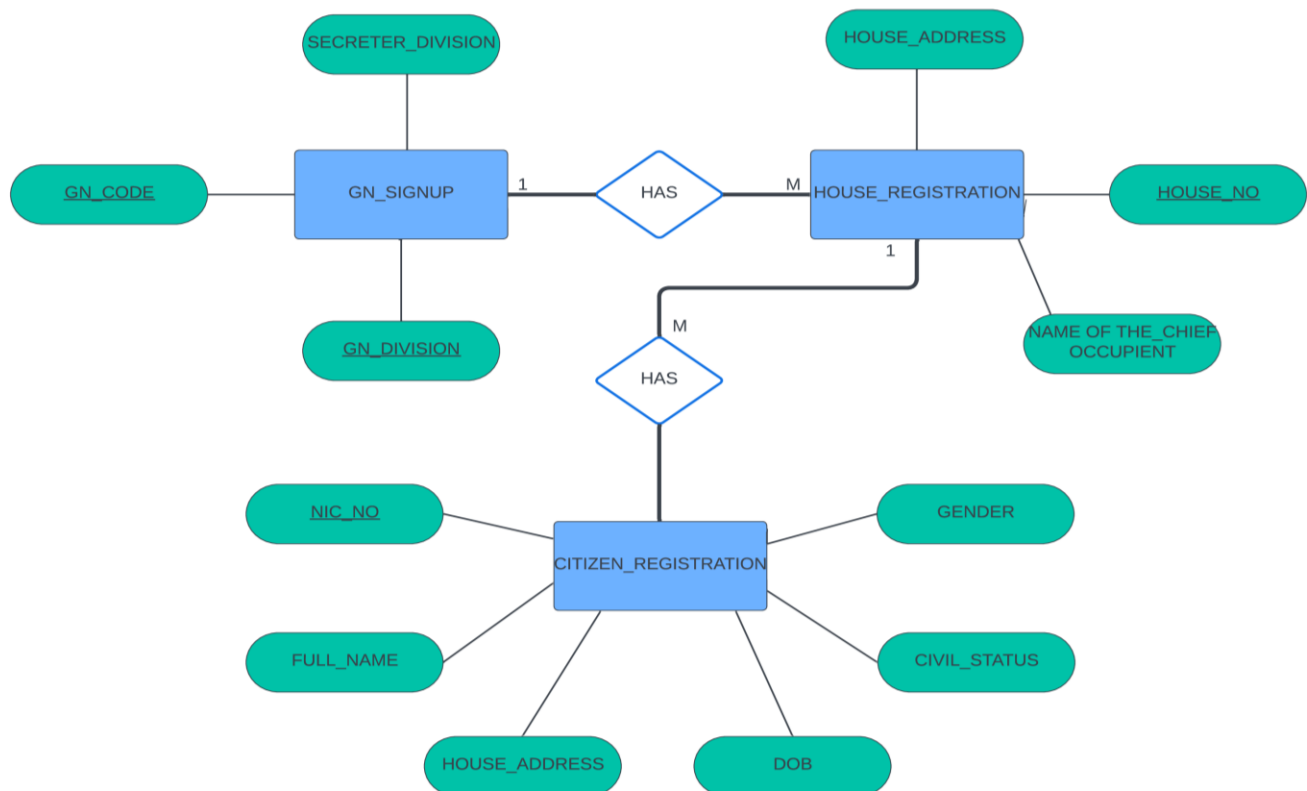 SECRETER_DIVISION
HOUSE_ADDRESS
GN_CODE
GN_SIGNUP
1
HAS
M
HOUSE_REGISTRATION
HOUSE_NO
1
GN_DIVISION
M
NAME OF THE_CHIEF
OCCUPIENT
HAS
NIC_NO
GENDER
CITIZEN_REGISTRATION
FULL_NAME
CIVIL_STATUS
HOUSE_ADDRESS
DOB